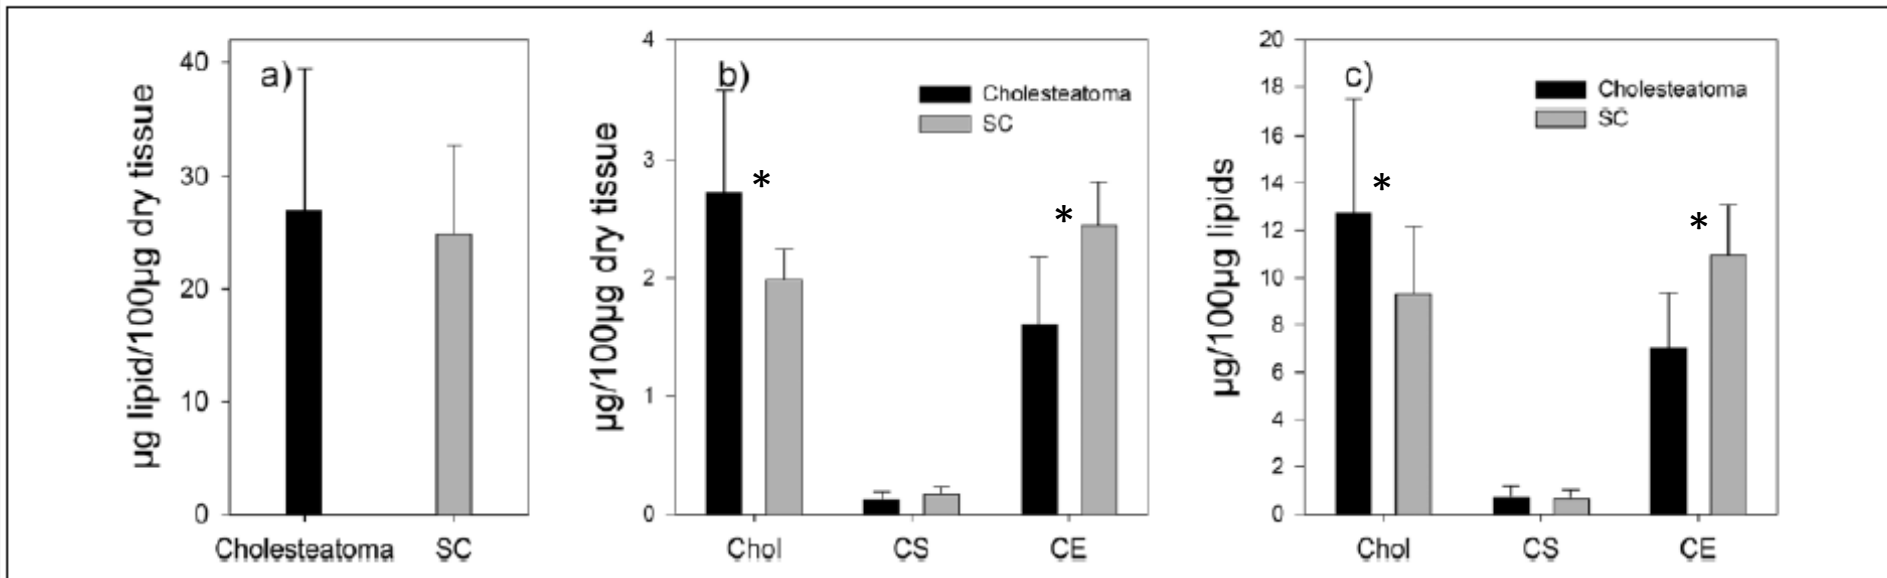 a)
µg lipid/100µg dry tissue
40
30
20
10
0
Cholesteatoma SC
b)
Cholesteatoma
SC
µg/100µg dry tissue
4
3
2
1
0
*
*
Chol CS CE
c)
Cholesteatoma
SC
µg/100µg lipids
20
18
16
14
12
10
8
6
4
2
0
*
*
Chol CS CE